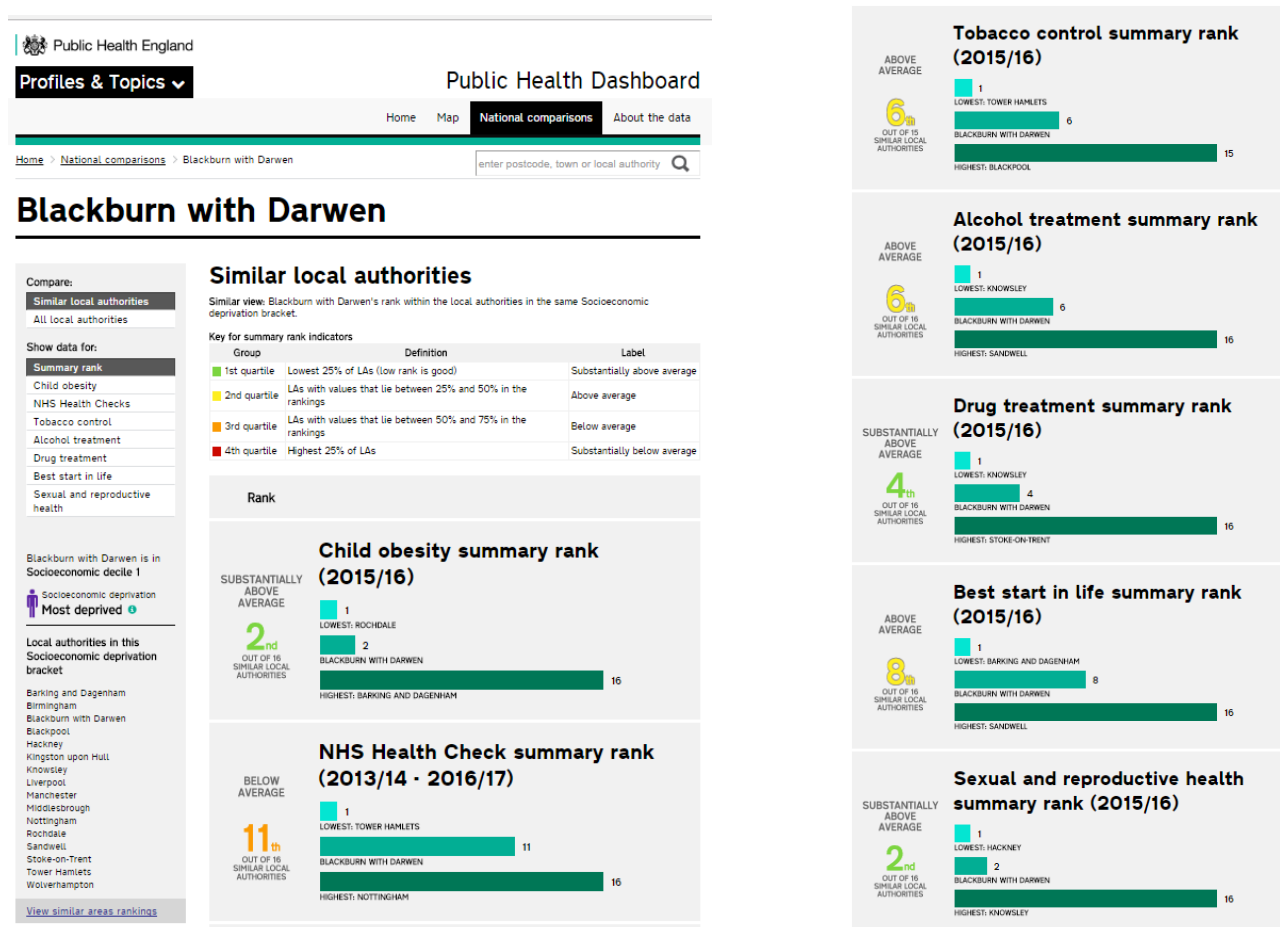 Public Health England
Profiles & Topics
Public Health Dashboard
Home Map National comparisons About the data
Home > National comparisons > Blackburn with Darwen
enter postcode, town or local authority
Blackburn with Darwen
Compare:
Similar local authorities
All local authorities
Show data for:
Summary rank
Child obesity
NHS Health Checks
Tobacco control
Alcohol treatment
Drug treatment
Best start in life
Sexual and reproductive
health
Blackburn with Darwen is in
Socioeconomic decile 1
Socioeconomic deprivation
Most deprived
Local authorities in this
Socioeconomic deprivation
bracket
Barking and Dagenham
Birmingham
Blackburn with Darwen
Blackpool
Hackney
Kingston upon Hull
Knowsley
Liverpool
Manchester
Middlesbrough
Nottingham
Rochdale
Sandwell
Stoke-on-Trent
Tower Hamlets
Wolverhampton
View similar areas rankings
Similar local authorities
Similar view: Blackburn with Darwen's rank within the local authorities in the same Socioeconomic
deprivation bracket.
Key for summary rank indicators
Group Definition Label
1st quartile Lowest 25% of LAs (low rank is good) Substantially above average
2nd quartile LAs with values that lie between 25% and 50% in the
rankings Above average
3rd quartile LAs with values that lie between 50% and 75% in the
rankings Below average
4th quartile Highest 25% of LAs Substantially below average
Rank
SUBSTANTIALLY
ABOVE
AVERAGE
2nd
OUT OF 16
SIMILAR LOCAL
AUTHORITIES
Child obesity summary rank
(2015/16)
1
LOWEST: ROCHDALE
2
BLACKBURN WITH DARWEN
16
HIGHEST: BARKING AND DAGENHAM
BELOW
AVERAGE
11th
OUT OF 16
SIMILAR LOCAL
AUTHORITIES
NHS Health Check summary rank
(2013/14 - 2016/17)
1
LOWEST: TOWER HAMLETS
11
BLACKBURN WITH DARWEN
16
HIGHEST: NOTTINGHAM
ABOVE
AVERAGE
6th
OUT OF 15
SIMILAR LOCAL
AUTHORITIES
Tobacco control summary rank
(2015/16)
1
LOWEST: TOWER HAMLETS
6
BLACKBURN WITH DARWEN
15
HIGHEST: BLACKPOOL
ABOVE
AVERAGE
6th
OUT OF 16
SIMILAR LOCAL
AUTHORITIES
Alcohol treatment summary rank
(2015/16)
1
LOWEST: KNOWSLEY
6
BLACKBURN WITH DARWEN
16
HIGHEST: SANDWELL
SUBSTANTIALLY
ABOVE
AVERAGE
4th
OUT OF 16
SIMILAR LOCAL
AUTHORITIES
Drug treatment summary rank
(2015/16)
1
LOWEST: KNOWSLEY
4
BLACKBURN WITH DARWEN
16
HIGHEST: STOKE-ON-TRENT
ABOVE
AVERAGE
8th
OUT OF 16
SIMILAR LOCAL
AUTHORITIES
Best start in life summary rank
(2015/16)
1
LOWEST: BARKING AND DAGENHAM
8
BLACKBURN WITH DARWEN
16
HIGHEST: SANDWELL
SUBSTANTIALLY
ABOVE
AVERAGE
2nd
OUT OF 16
SIMILAR LOCAL
AUTHORITIES
Sexual and reproductive health
summary rank (2015/16)
1
LOWEST: HACKNEY
2
BLACKBURN WITH DARWEN
16
HIGHEST: KNOWSLEY